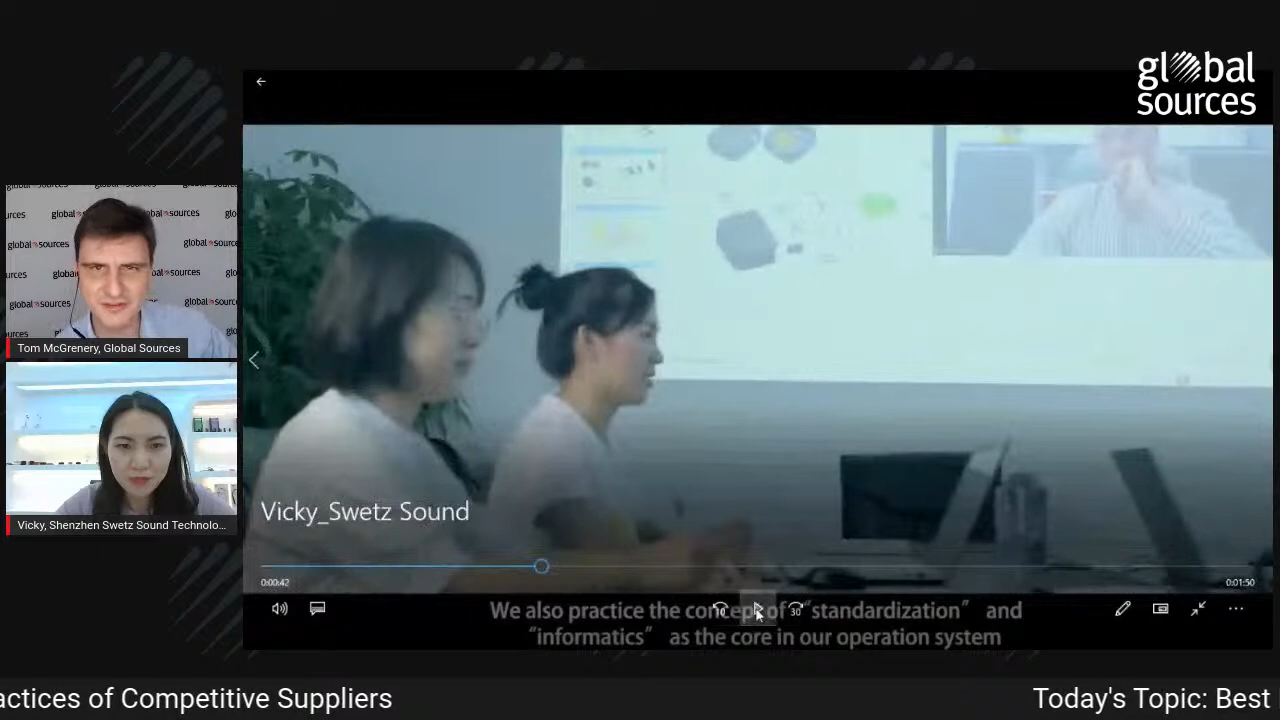 global
sources
Tom McGrenery, Global Sources
Vicky, Shenzhen Swetz Sound Technolo...
Vicky_Swetz Sound
0:00:42
0:01:50
10
30
We also practice the concept of “standardization” and
“informatics” as the core in our operation system
actices of Competitive Suppliers
Today's Topic: Best